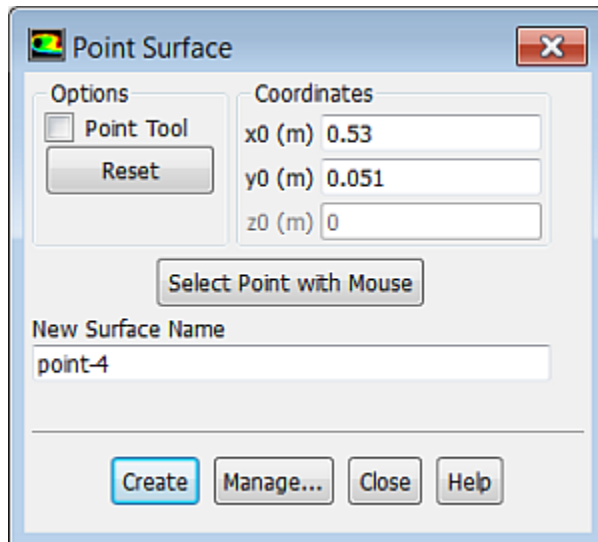 Point Surface
Options
Point Tool
Reset
Coordinates
x0 (m) 0.53
y0 (m) 0.051
z0 (m) 0
Select Point with Mouse
New Surface Name
point-4
Create Manage... Close Help